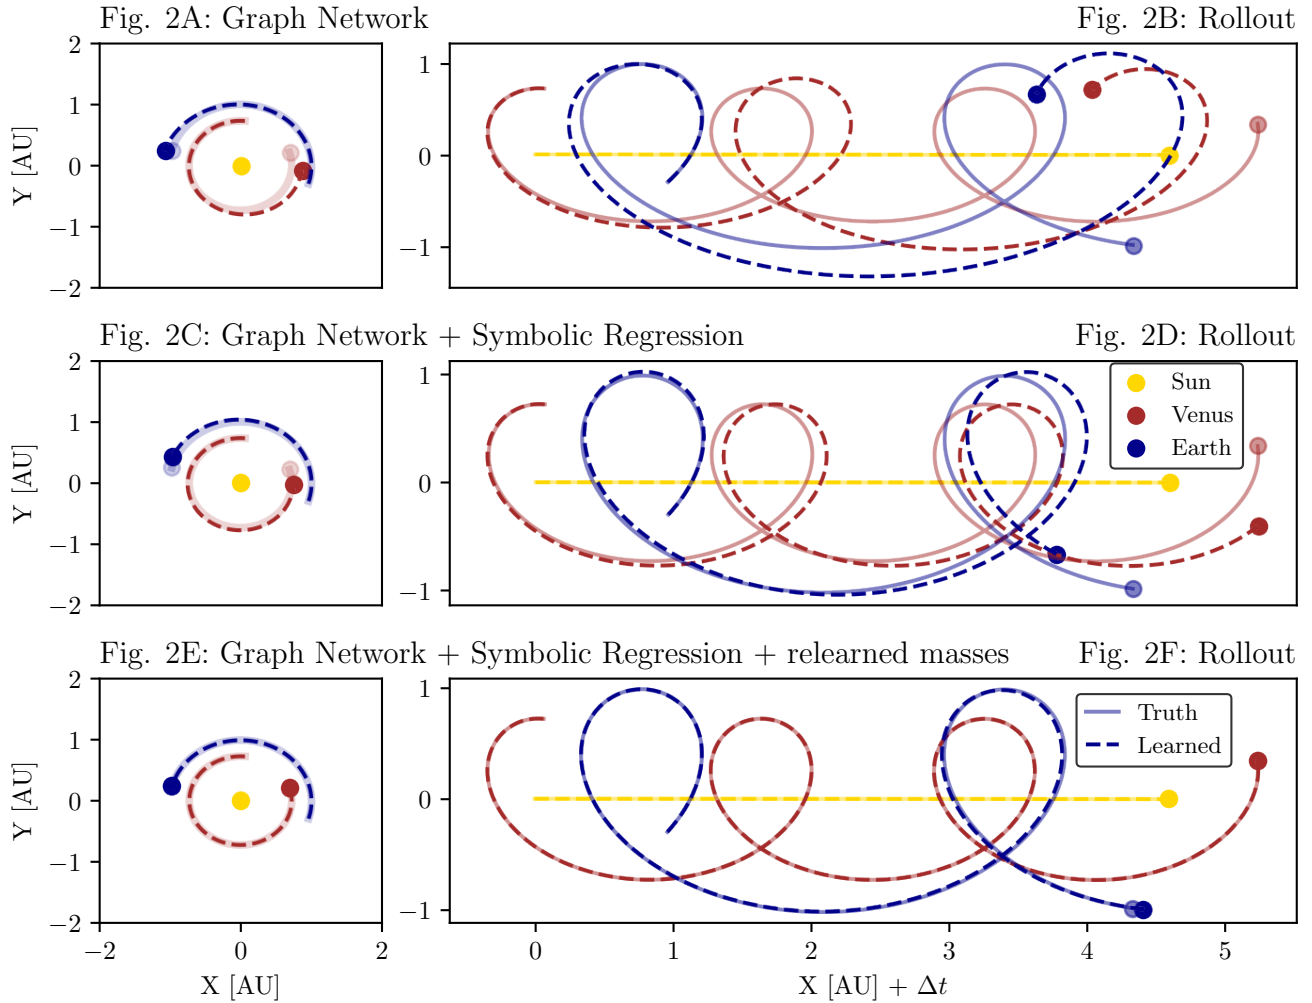 Fig. 2A: Graph Network
Fig. 2B: Rollout
2
1
0
−1
−2
Y [AU]
1
0
−1
Fig. 2C: Graph Network + Symbolic Regression
Fig. 2D: Rollout
2
1
0
−1
−2
Y [AU]
1
0
−1
Sun
Venus
Earth
Fig. 2E: Graph Network + Symbolic Regression + relearned masses
Fig. 2F: Rollout
2
1
0
−1
−2
Y [AU]
1
0
−1
Truth
Learned
−2 0 2
X [AU]
0 1 2 3 4 5
X [AU] + Δt